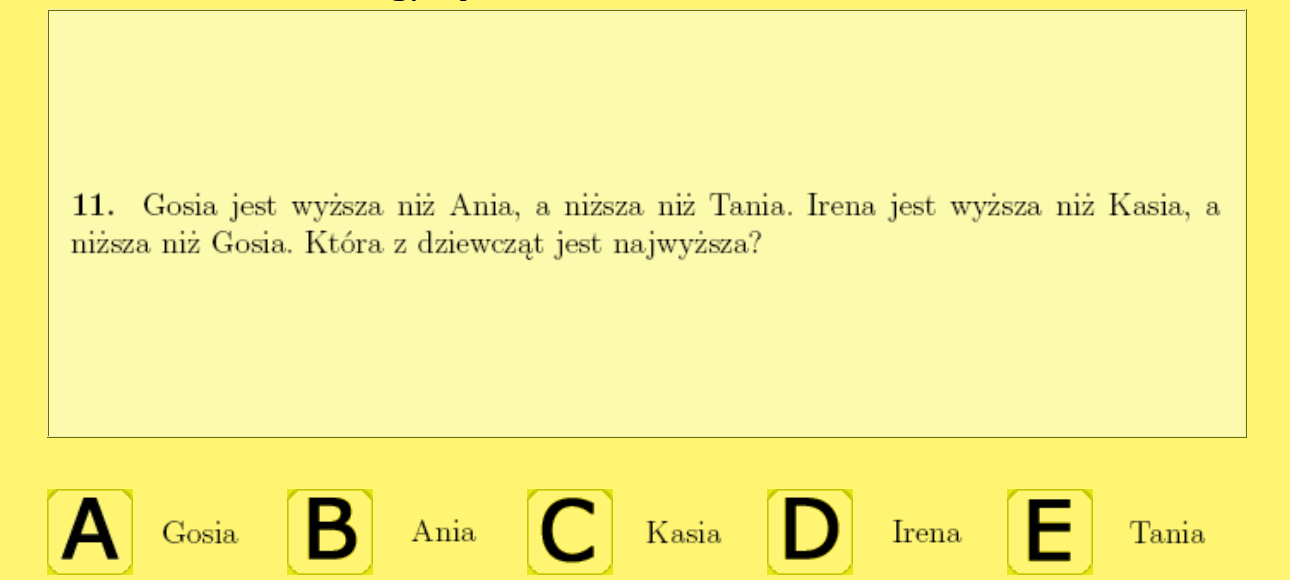 11. Gosia jest wyższa niż Ania, a niższa niż Tania. Irena jest wyższa niż Kasia, a
niższa niż Gosia. Która z dziewcząt jest najwyższa?
A Gosia B Ania C Kasia D Irena E Tania